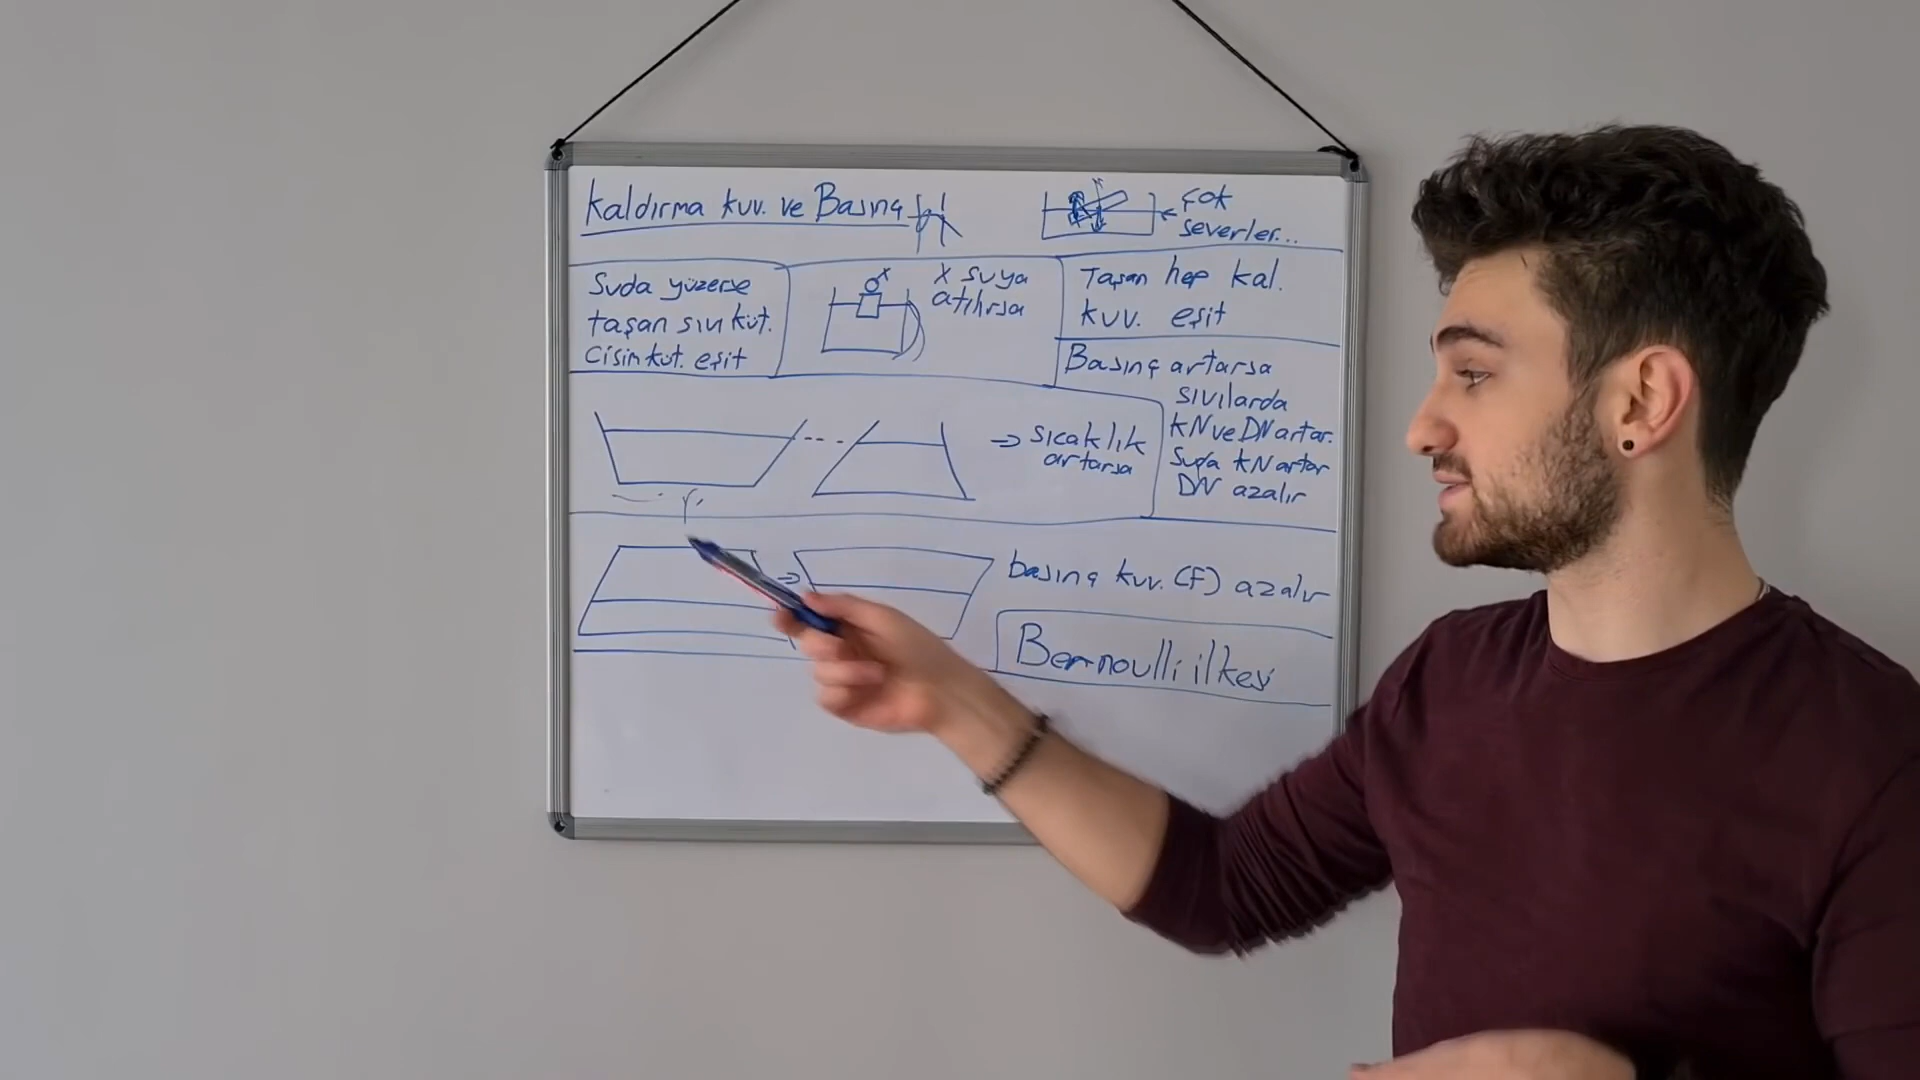 Kaldırma kuv. ve Basınç
çok
severler...
Suda yüzerse
taşan sıvı küt.
Cisim küt. eşit
X
X suya
atılırsa
Taşan hep kal.
kuv. eşit
Basınç artarsa
sıvılarda
KN ve DN artar.
Suda KN artar
DN azalır
=> sıcaklık
artarsa
=>
basınç kuv. (F) azalır
Bernoulli ilkesi